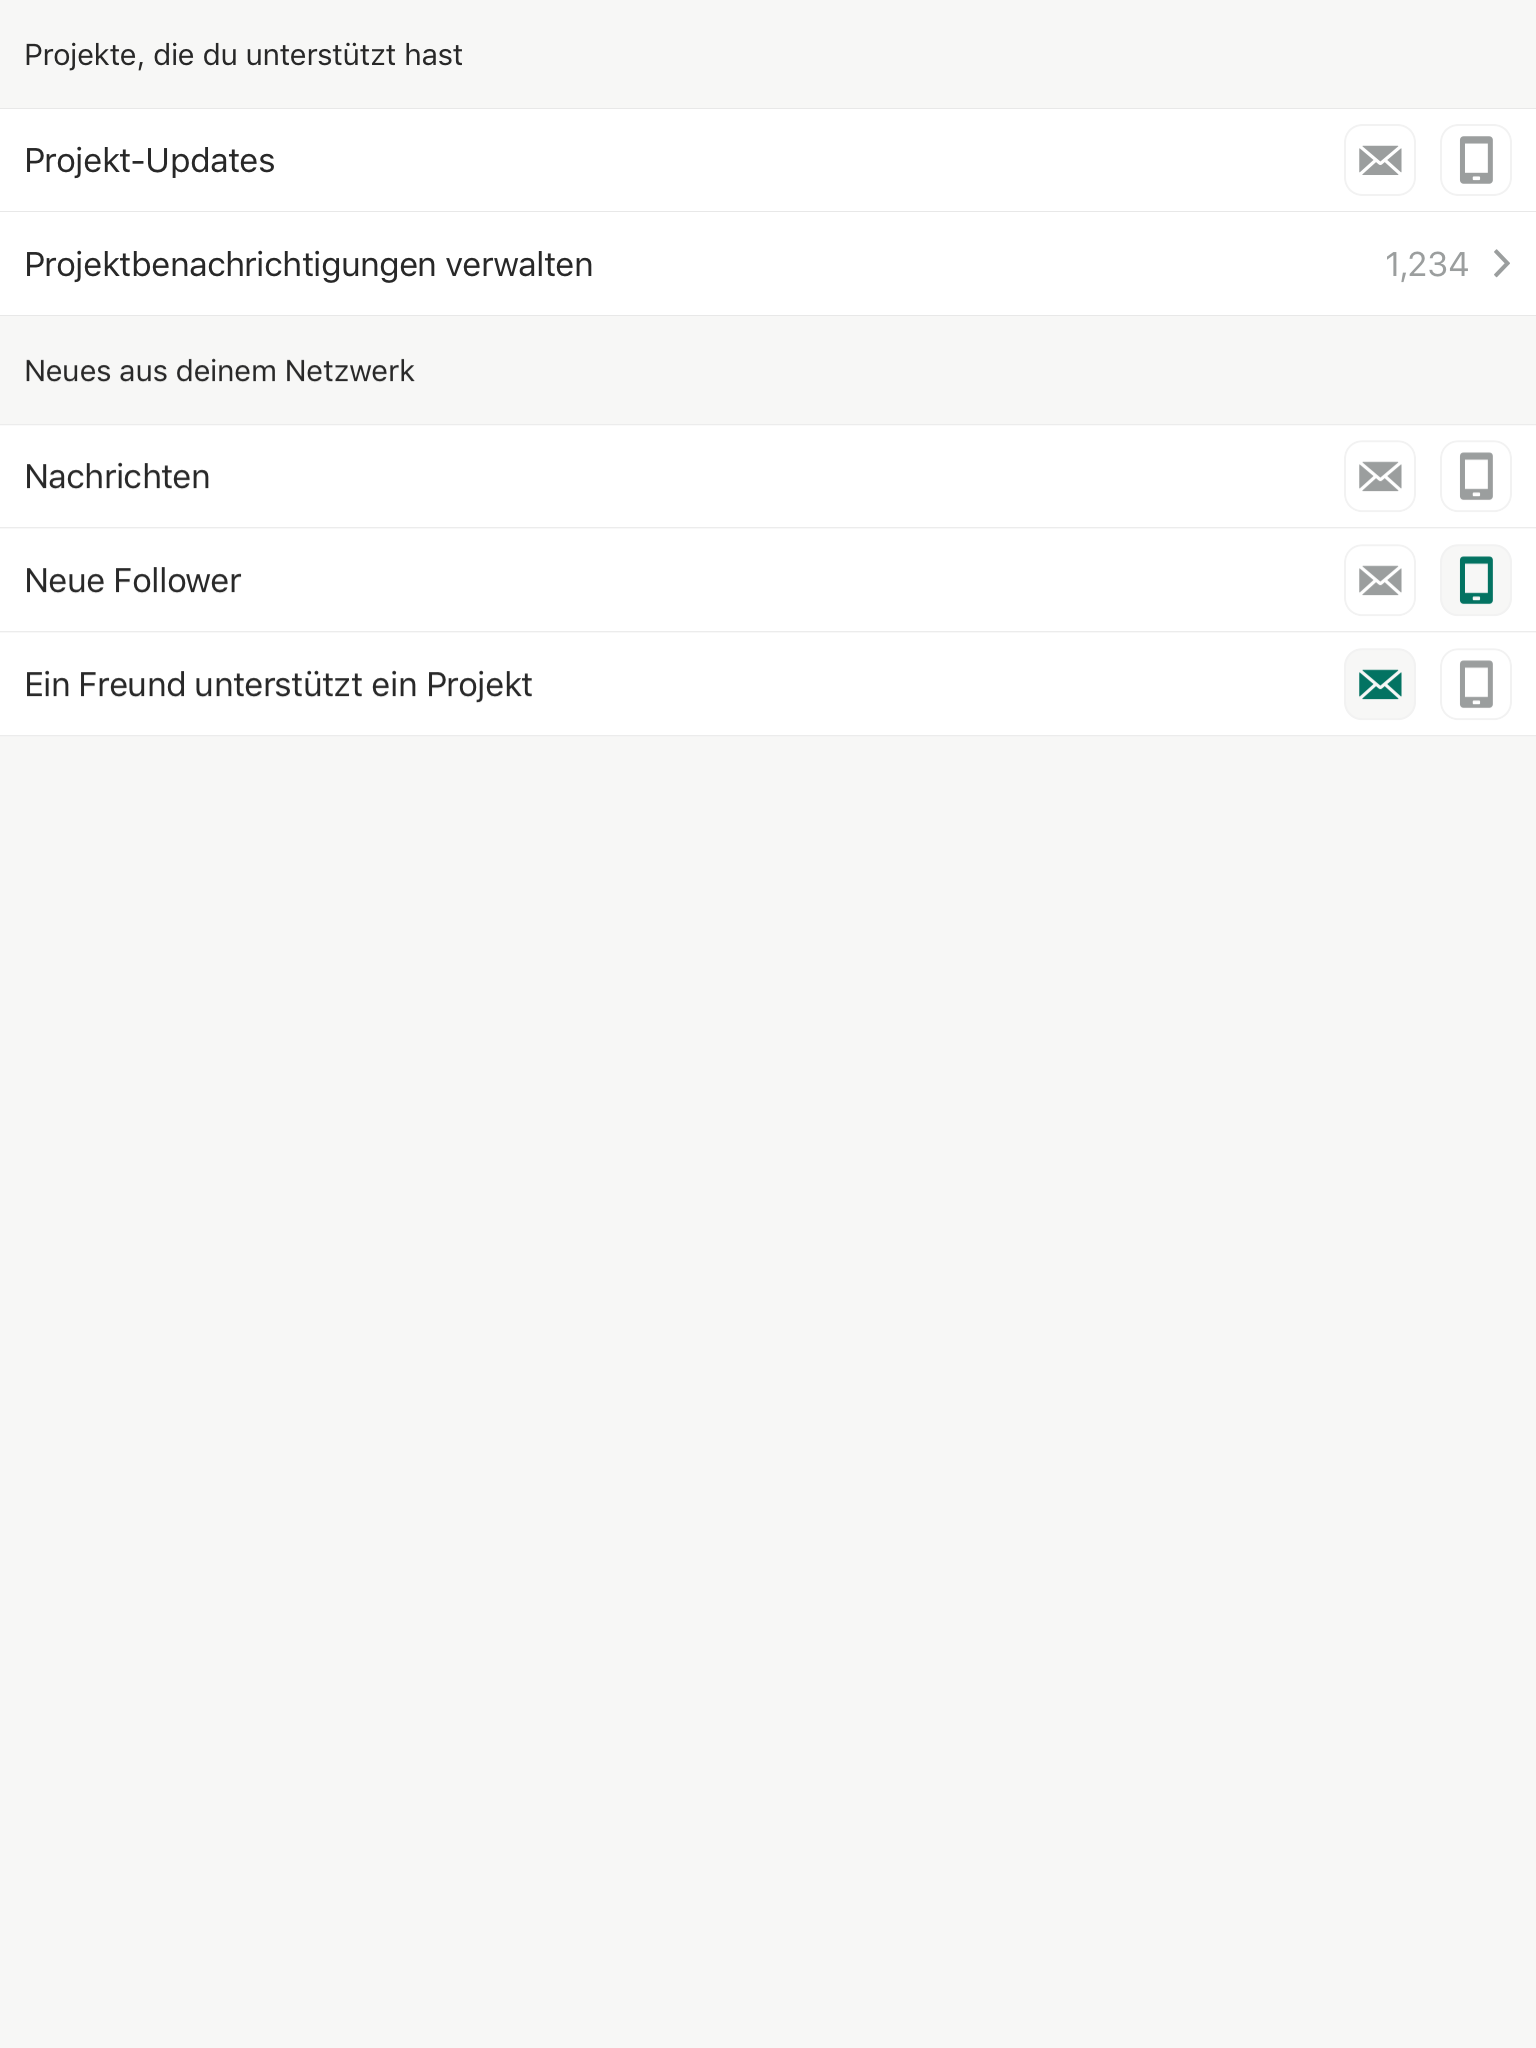 Projekte, die du unterstützt hast
Projekt-Updates
Projektbenachrichtigungen verwalten 1,234
Neues aus deinem Netzwerk
Nachrichten
Neue Follower
Ein Freund unterstützt ein Projekt